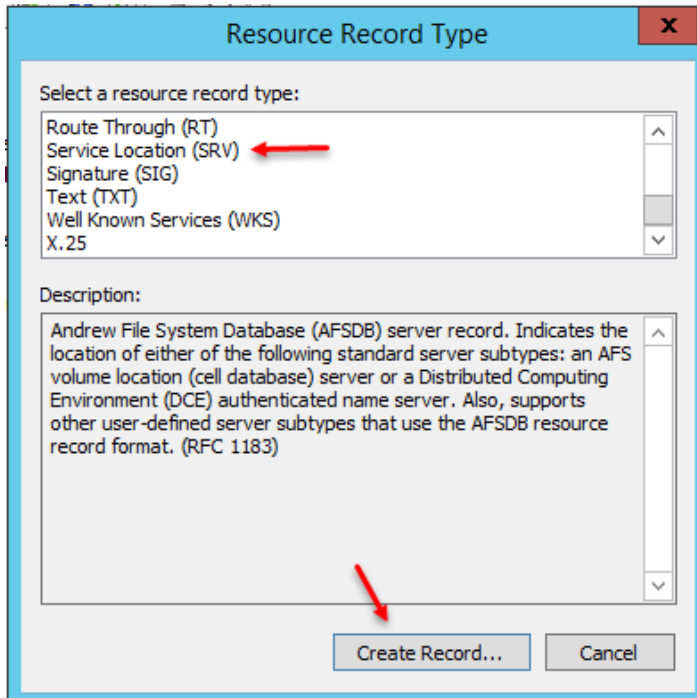 Resource Record Type
x
Select a resource record type:
Route Through (RT)
Service Location (SRV)
Signature (SIG)
Text (TXT)
Well Known Services (WKS)
X.25
Description:
Andrew File System Database (AFSDB) server record. Indicates the
location of either of the following standard server subtypes: an AFS
volume location (cell database) server or a Distributed Computing
Environment (DCE) authenticated name server. Also, supports
other user-defined server subtypes that use the AFSDB resource
record format. (RFC 1183)
Create Record...
Cancel